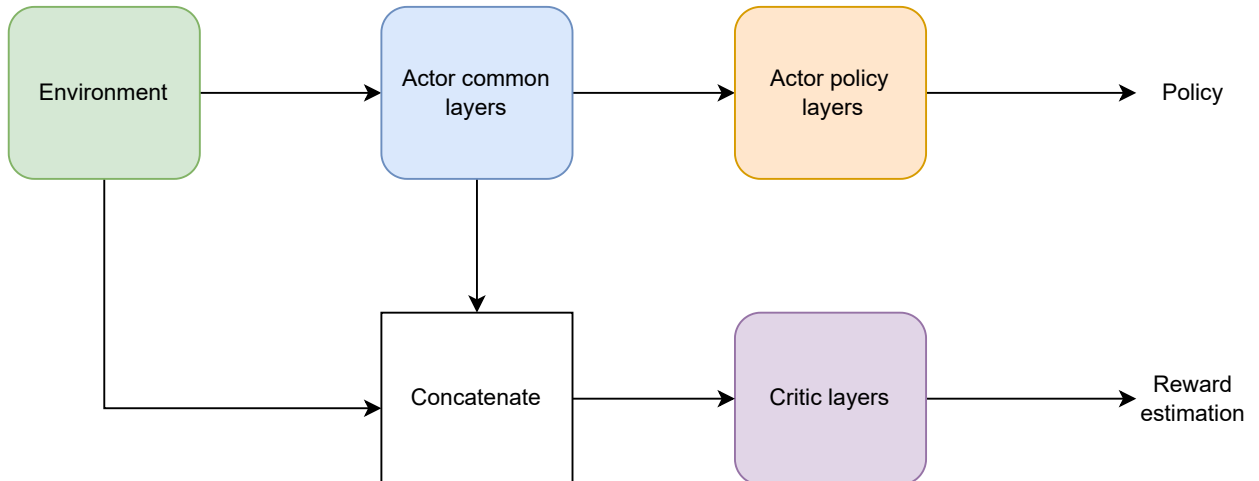 Environment
Actor common
layers
Actor policy
layers
Policy
Concatenate
Critic layers
Reward
estimation